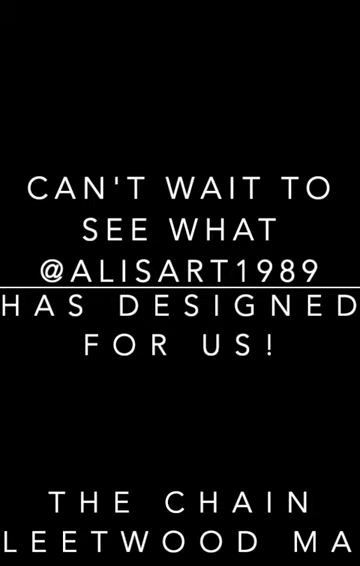 CAN'T WAIT TO
SEE WHAT
@ALISART1989
HAS DESIGNED
FOR US!
THE CHAIN
LEETWOOD MA